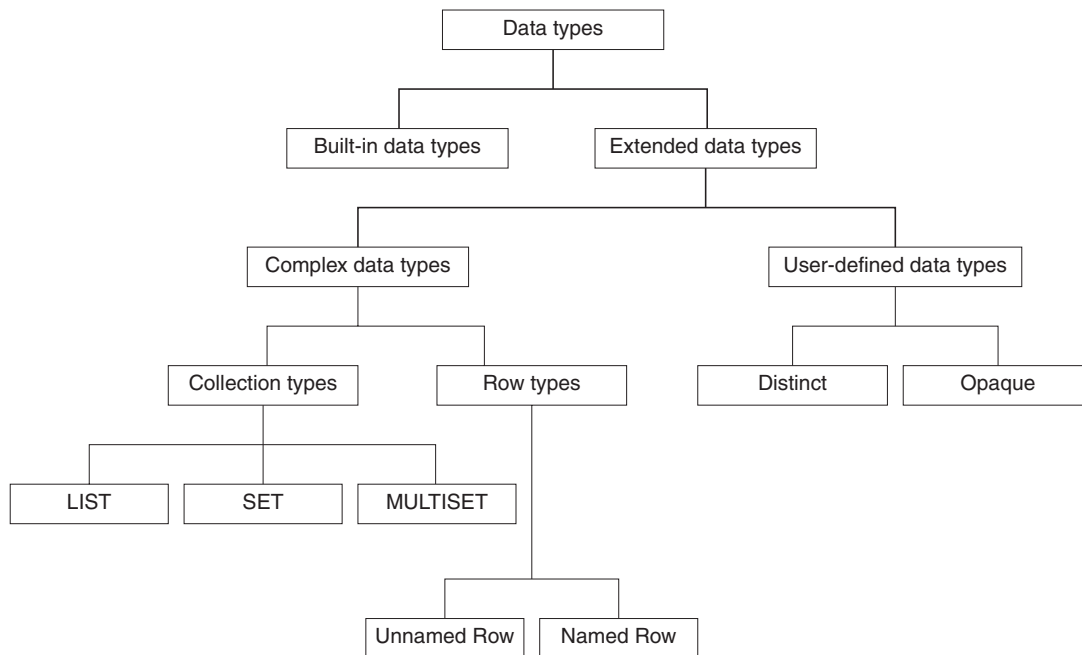 Data types
Built-in data types
Extended data types
Complex data types
User-defined data types
Collection types
Row types
Distinct
Opaque
LIST
SET
MULTISET
Unnamed Row
Named Row